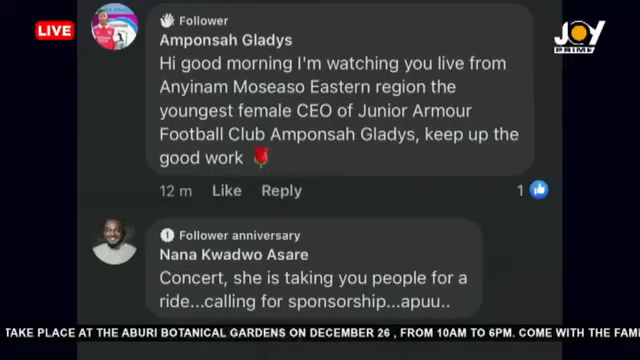 LIVE
JOY
PRIME
Follower
Amponsah Gladys
Hi good morning I'm watching you live from
Anyinam Moseaso Eastern region the
youngest female CEO of Junior Armour
Football Club Amponsah Gladys, keep up the
good work
12 m Like Reply 1
Follower anniversary
Nana Kwadwo Asare
Concert, she is taking you people for a
ride...calling for sponsorship...apuu..
TAKE PLACE AT THE ABURI BOTANICAL GARDENS ON DECEMBER 26 , FROM 10AM TO 6PM. COME WITH THE FAM